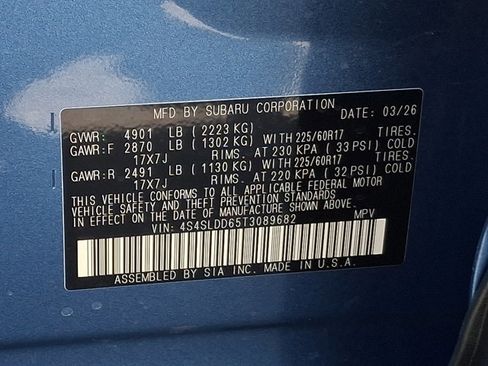 MFD BY SUBARU CORPORATION DATE: 03/26
GVWR: 4901 LB ( 2223 KG)
GAWR:F 2870 LB ( 1302 KG) WITH 225/60R17 TIRES.
17X7J RIMS. AT 230 KPA ( 33 PSI) COLD
GAWR:R 2491 LB ( 1130 KG) WITH 225/60R17 TIRES.
17X7J RIMS. AT 220 KPA ( 32 PSI) COLD
THIS VEHICLE CONFORMS TO ALL APPLICABLE FEDERAL MOTOR
VEHICLE SAFETY AND THEFT PREVENTION STANDARDS IN EFFECT
ON THE DATE OF MANUFACTURE SHOWN ABOVE.
VIN: 4S4SLDD65T3089682 MPV
ASSEMBLED BY SIA INC. MADE IN U.S.A.